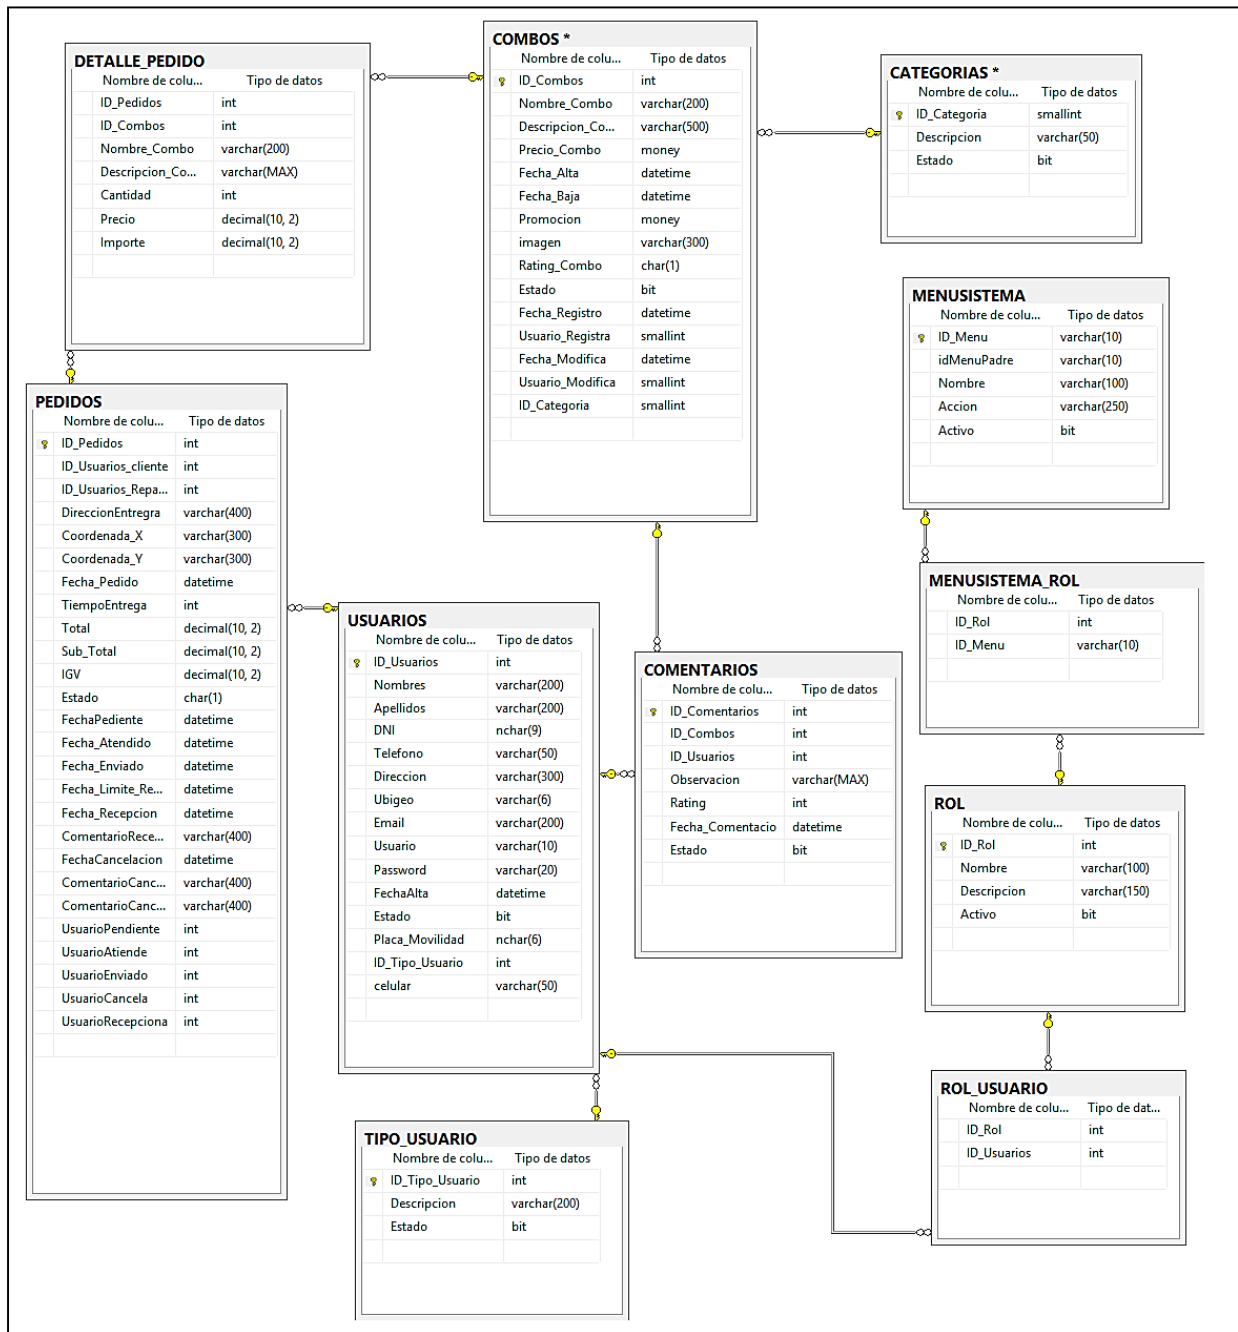 DETALLE_PEDIDO
Nombre de colu... Tipo de datos
ID_Pedidos int
ID_Combos int
Nombre_Combo varchar(200)
Descripcion_Co... varchar(MAX)
Cantidad int
Precio decimal(10, 2)
Importe decimal(10, 2)
COMBOS *
Nombre de colu... Tipo de datos
ID_Combos int
Nombre_Combo varchar(200)
Descripcion_Co... varchar(500)
Precio_Combo money
Fecha_Alta datetime
Fecha_Baja datetime
Promocion money
imagen varchar(300)
Rating_Combo char(1)
Estado bit
Fecha_Registro datetime
Usuario_Registra smallint
Fecha_Modifica datetime
Usuario_Modifica smallint
ID_Categoria smallint
CATEGORIAS *
Nombre de colu... Tipo de datos
ID_Categoria smallint
Descripcion varchar(50)
Estado bit
MENUSISTEMA
Nombre de colu... Tipo de datos
ID_Menu varchar(10)
idMenuPadre varchar(10)
Nombre varchar(100)
Accion varchar(250)
Activo bit
PEDIDOS
Nombre de colu... Tipo de datos
ID_Pedidos int
ID_Usuarios_cliente int
ID_Usuarios_Repa... int
DireccionEntregra varchar(400)
Coordenada_X varchar(300)
Coordenada_Y varchar(300)
Fecha_Pedido datetime
TiempoEntrega int
Total decimal(10, 2)
Sub_Total decimal(10, 2)
IGV decimal(10, 2)
Estado char(1)
FechaPediente datetime
Fecha_Atendido datetime
Fecha_Enviado datetime
Fecha_Limite_Re... datetime
Fecha_Recepcion datetime
ComentarioRece... varchar(400)
FechaCancelacion datetime
ComentarioCanc... varchar(400)
ComentarioCanc... varchar(400)
UsuarioPendiente int
UsuarioAtiende int
UsuarioEnviado int
UsuarioCancela int
UsuarioRecepciona int
USUARIOS
Nombre de colu... Tipo de datos
ID_Usuarios int
Nombres varchar(200)
Apellidos varchar(200)
DNI nchar(9)
Telefono varchar(50)
Direccion varchar(300)
Ubigeo varchar(6)
Email varchar(200)
Usuario varchar(10)
Password varchar(20)
FechaAlta datetime
Estado bit
Placa_Movilidad nchar(6)
ID_Tipo_Usuario int
celular varchar(50)
COMENTARIOS
Nombre de colu... Tipo de datos
ID_Comentarios int
ID_Combos int
ID_Usuarios int
Observacion varchar(MAX)
Rating int
Fecha_Comentacio datetime
Estado bit
MENUSISTEMA_ROL
Nombre de colu... Tipo de datos
ID_Rol int
ID_Menu varchar(10)
ROL
Nombre de colu... Tipo de datos
ID_Rol int
Nombre varchar(100)
Descripcion varchar(150)
Activo bit
ROL_USUARIO
Nombre de colu... Tipo de dat...
ID_Rol int
ID_Usuarios int
TIPO_USUARIO
Nombre de colu... Tipo de datos
ID_Tipo_Usuario int
Descripcion varchar(200)
Estado bit